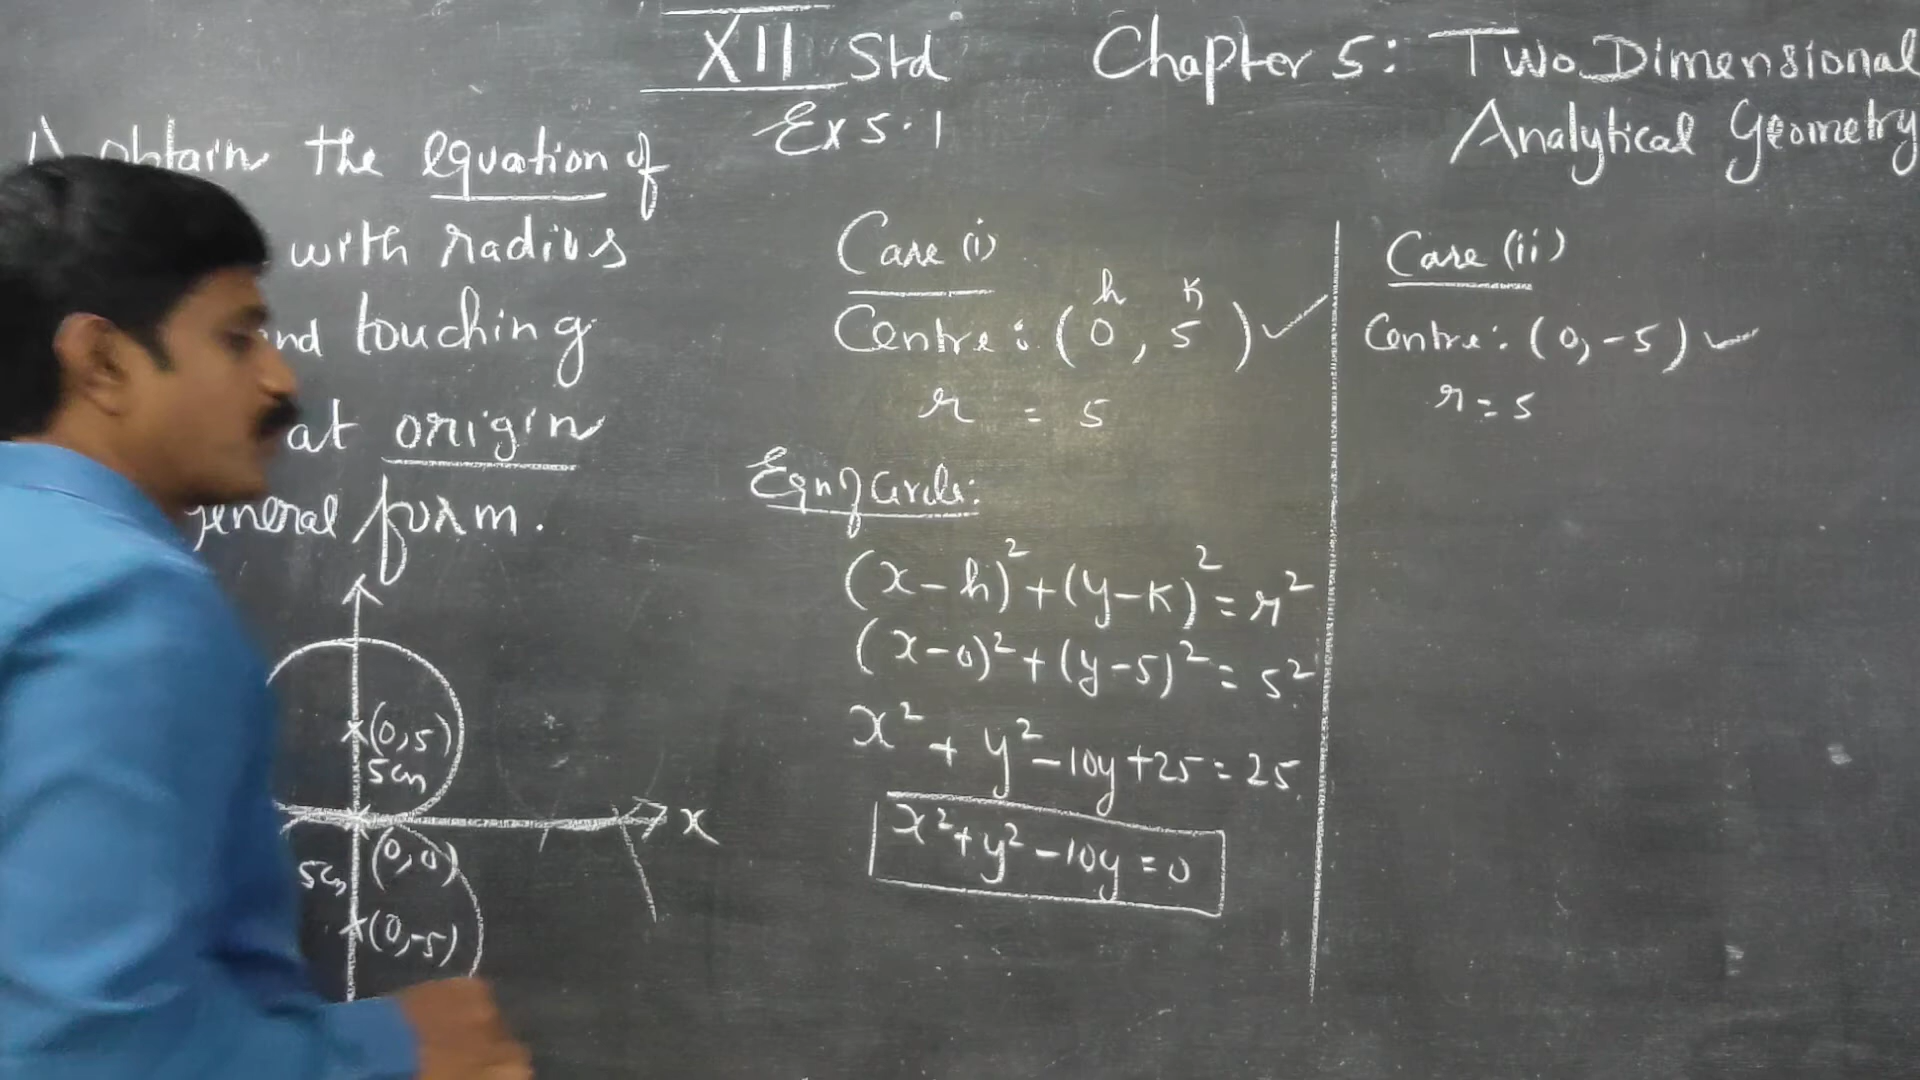 XII Std
Chapter 5: Two Dimensional
Analytical Geometry
Ex 5.1
obtain the equation of
with radius
and touching
at origin
general form.
(0,5)
5cm
x
(0,0)
5cm
(0,-5)
Case (i)
h k
Centre : (0, 5)
r = 5
Eqn of Circle:
(x-h)²+(y-k)²=r²
(x-0)²+(y-5)²=5²
x²+y²-10y+25=25
x²+y²-10y=0
Case (ii)
Centre: (0,-5)
r=5